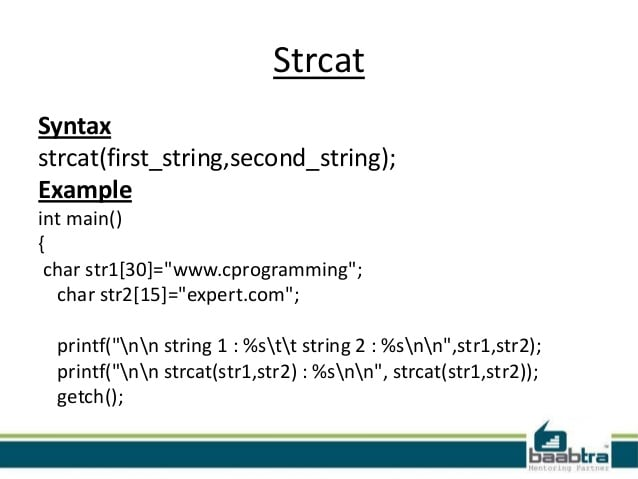 Strcat
Syntax
strcat(first_string,second_string);
Example
int main()
{
char str1[30]="www.cprogramming";
char str2[15]="expert.com";
printf("\n\n string 1 : %s\t\t string 2 : %s\n\n",str1,str2);
printf("\n\n strcat(str1,str2) : %s\n\n", strcat(str1,str2));
getch();
baabtra
Mentoring Partner